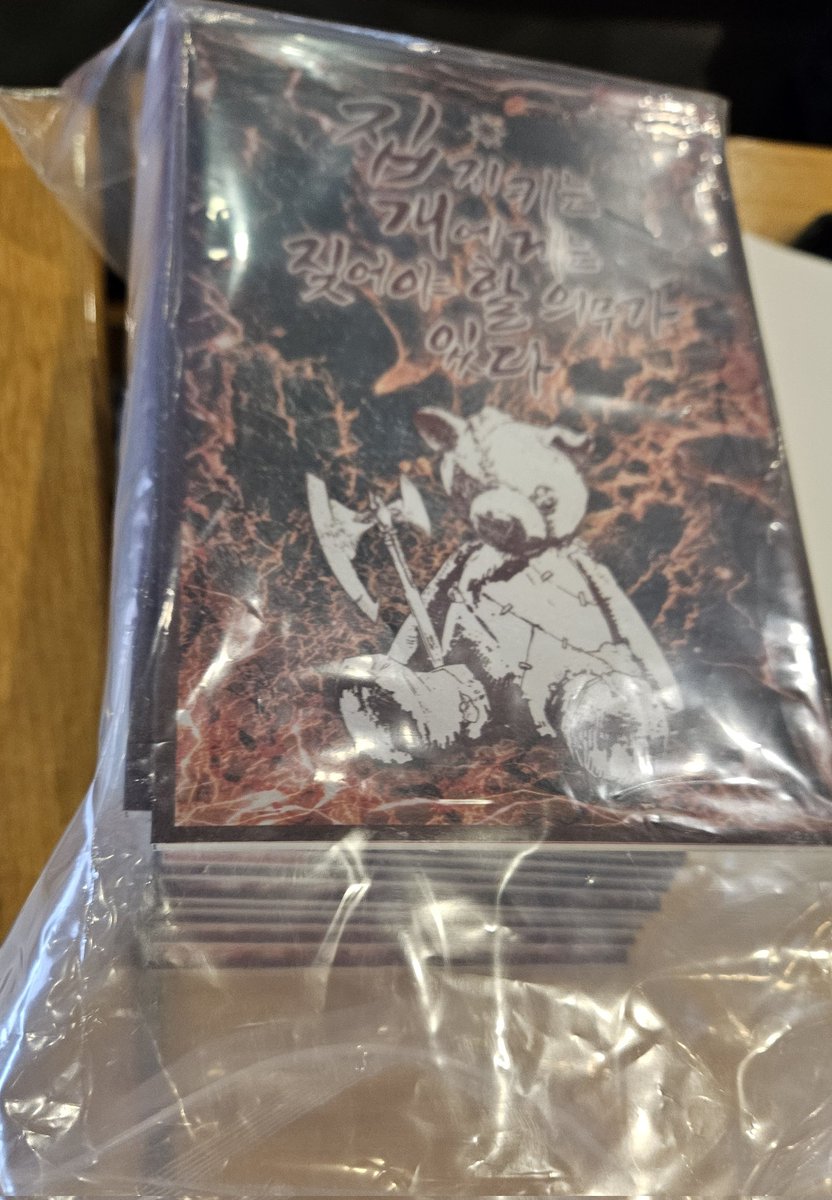 집 지키는
개에게는
짖어야 할 의무가
있다